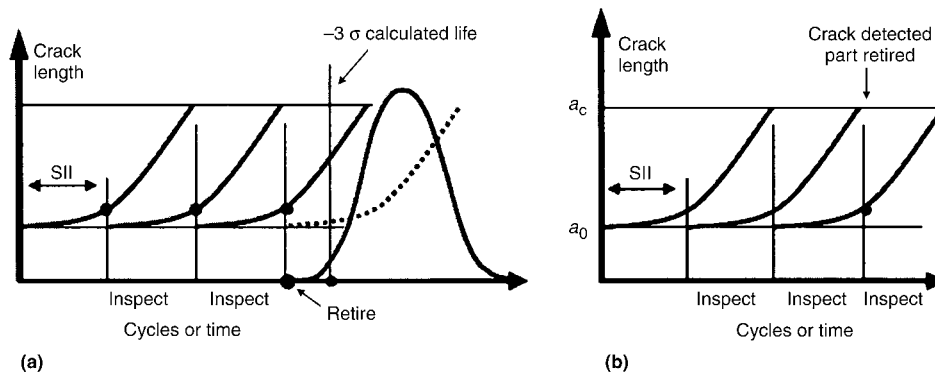 Crack
length
−3 σ calculated life
SII
Inspect Inspect
Retire
Cycles or time
(a)
Crack
length
Crack detected
part retired
a_c
SII
a_0
Inspect Inspect Inspect
Cycles or time
(b)